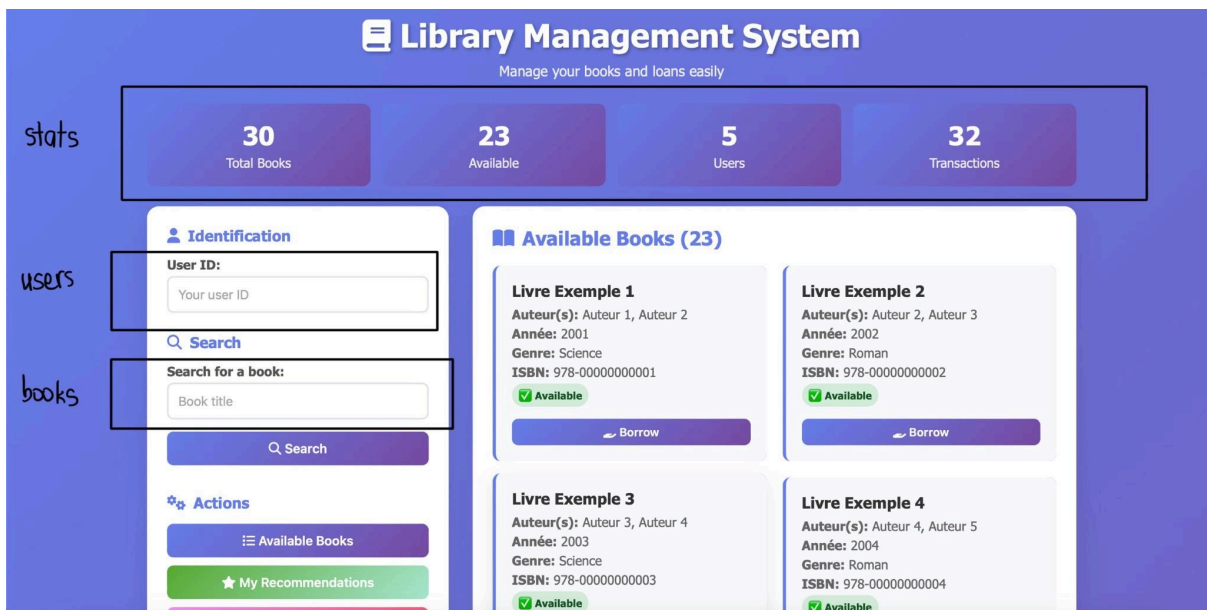 Library Management System
Manage your books and loans easily
stats
30
Total Books
23
Available
5
Users
32
Transactions
Identification
users
User ID:
Your user ID
Search
books
Search for a book:
Book title
Search
Actions
Available Books
My Recommendations
Available Books (23)
Livre Exemple 1
Auteur(s): Auteur 1, Auteur 2
Année: 2001
Genre: Science
ISBN: 978-00000000001
Available
Borrow
Livre Exemple 2
Auteur(s): Auteur 2, Auteur 3
Année: 2002
Genre: Roman
ISBN: 978-00000000002
Available
Borrow
Livre Exemple 3
Auteur(s): Auteur 3, Auteur 4
Année: 2003
Genre: Science
ISBN: 978-00000000003
Available
Livre Exemple 4
Auteur(s): Auteur 4, Auteur 5
Année: 2004
Genre: Roman
ISBN: 978-00000000004
Available